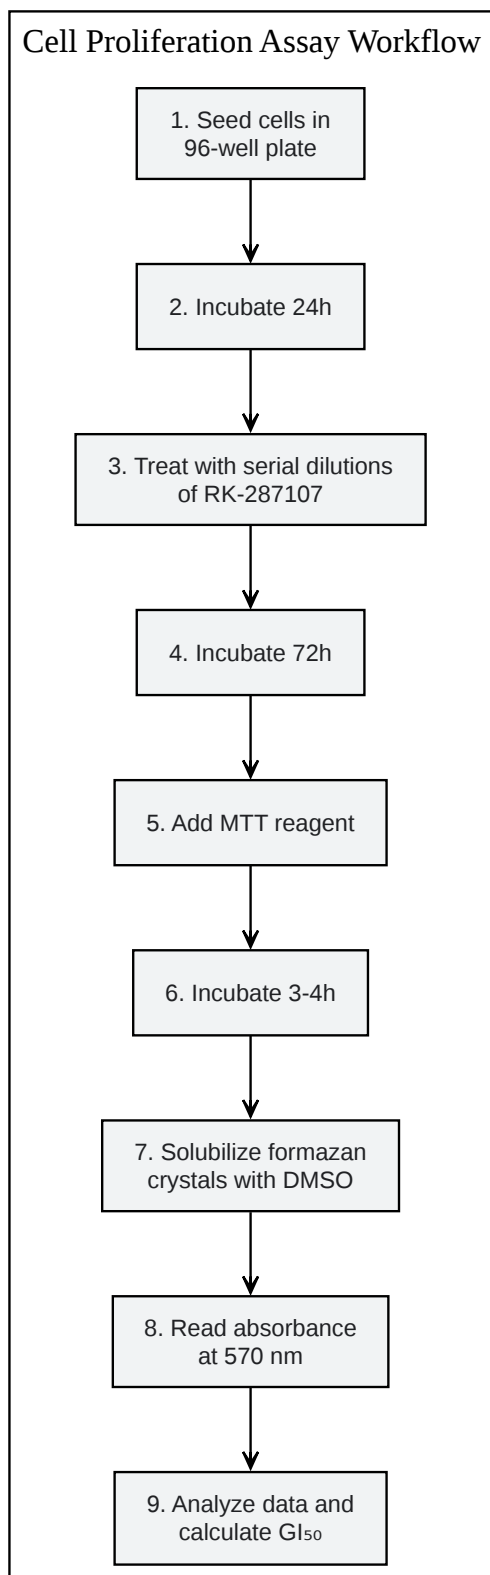 Cell Proliferation Assay Workflow
1. Seed cells in
96-well plate
2. Incubate 24h
3. Treat with serial dilutions
of RK-287107
4. Incubate 72h
5. Add MTT reagent
6. Incubate 3-4h
7. Solubilize formazan
crystals with DMSO
8. Read absorbance
at 570 nm
9. Analyze data and
calculate GI₅₀